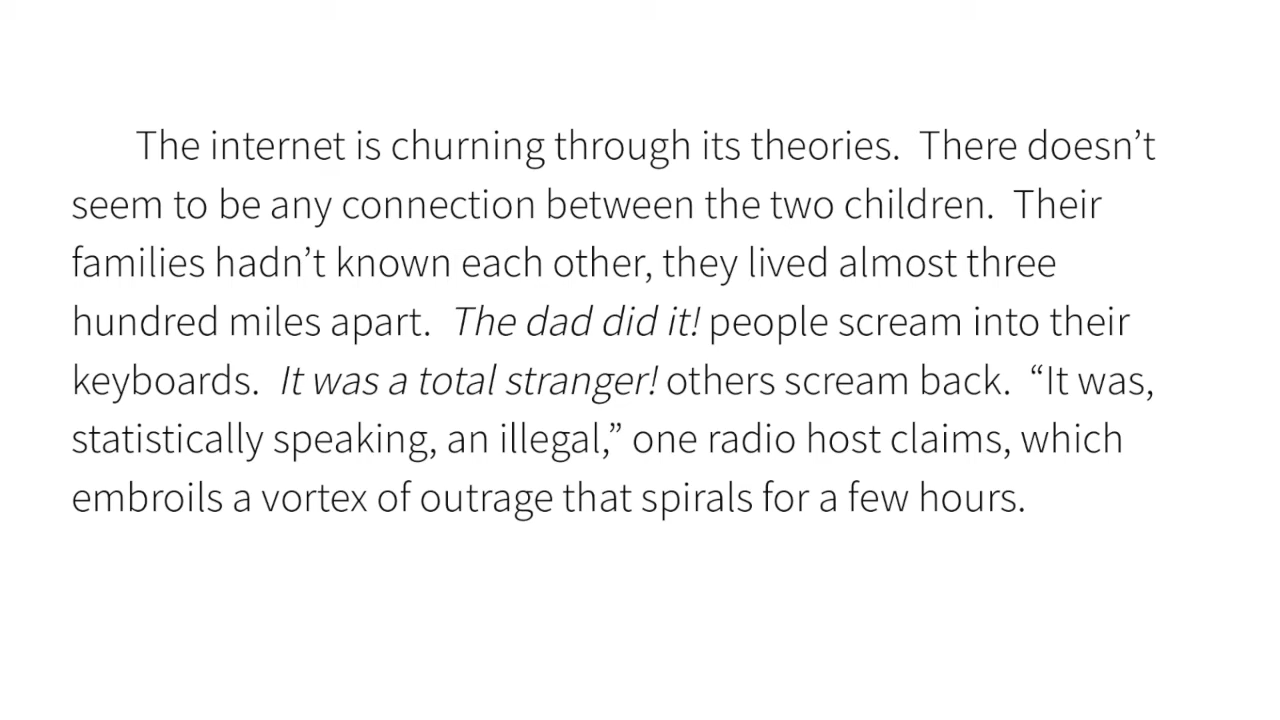 The internet is churning through its theories.  There doesn’t
seem to be any connection between the two children.  Their
families hadn’t known each other, they lived almost three
hundred miles apart.  The dad did it! people scream into their
keyboards.  It was a total stranger! others scream back.  “It was,
statistically speaking, an illegal,” one radio host claims, which
embroils a vortex of outrage that spirals for a few hours.